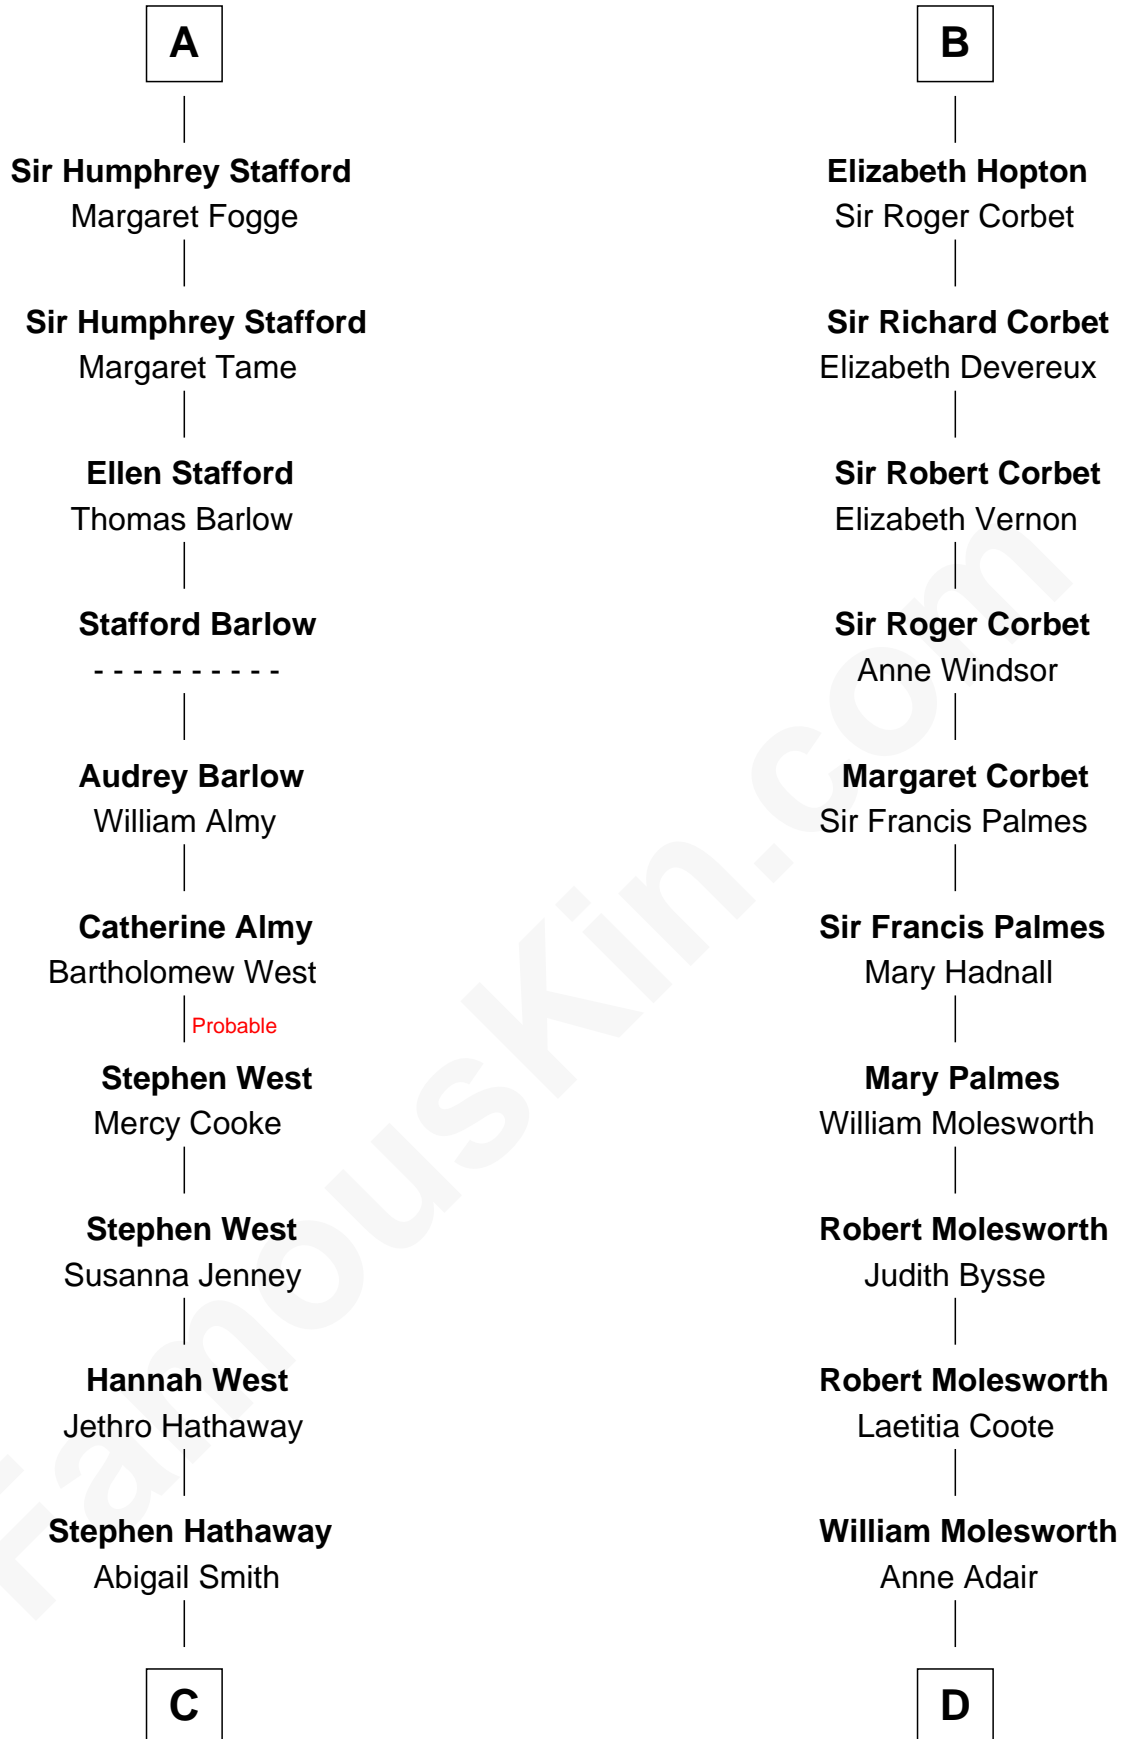 A
Sir Humphrey Stafford
Margaret Fogge
Sir Humphrey Stafford
Margaret Tame
Ellen Stafford
Thomas Barlow
Stafford Barlow
- - - - - - - - - -
Audrey Barlow
William Almy
Catherine Almy
Bartholomew West
Probable
Stephen West
Mercy Cooke
Stephen West
Susanna Jenney
Hannah West
Jethro Hathaway
Stephen Hathaway
Abigail Smith
C
B
Elizabeth Hopton
Sir Roger Corbet
Sir Richard Corbet
Elizabeth Devereux
Sir Robert Corbet
Elizabeth Vernon
Sir Roger Corbet
Anne Windsor
Margaret Corbet
Sir Francis Palmes
Sir Francis Palmes
Mary Hadnall
Mary Palmes
William Molesworth
Robert Molesworth
Judith Bysse
Robert Molesworth
Laetitia Coote
William Molesworth
Anne Adair
D
FamousKin.com